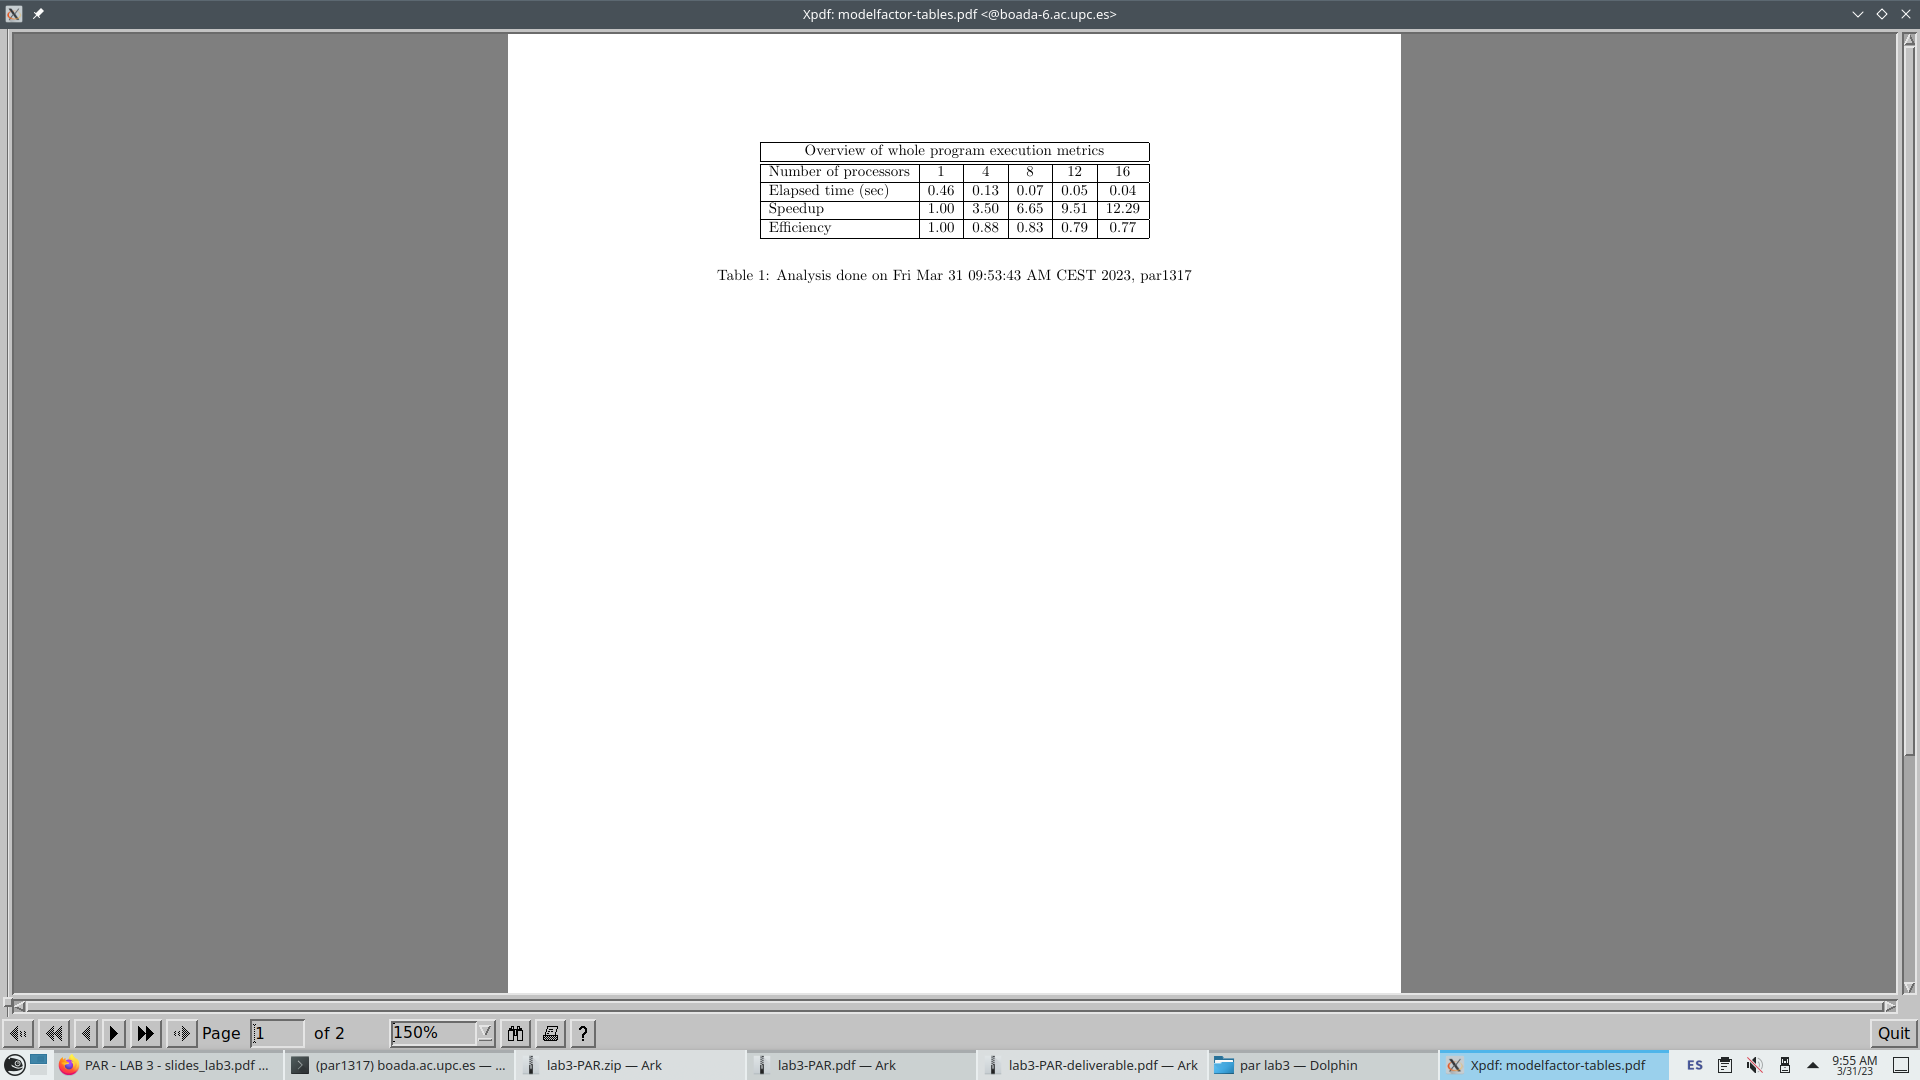 Xpdf: modelfactor-tables.pdf <@boada-6.ac.upc.es>
Overview of whole program execution metrics
Number of processors 1 4 8 12 16
Elapsed time (sec) 0.46 0.13 0.07 0.05 0.04
Speedup 1.00 3.50 6.65 9.51 12.29
Efficiency 1.00 0.88 0.83 0.79 0.77
Table 1: Analysis done on Fri Mar 31 09:53:43 AM CEST 2023, par1317
Page 1 of 2 150% ? Quit
PAR - LAB 3 - slides_lab3.pdf ... (par1317) boada.ac.upc.es — ... lab3-PAR.zip — Ark lab3-PAR.pdf — Ark lab3-PAR-deliverable.pdf — Ark par lab3 — Dolphin Xpdf: modelfactor-tables.pdf ES 9:55 AM
3/31/23